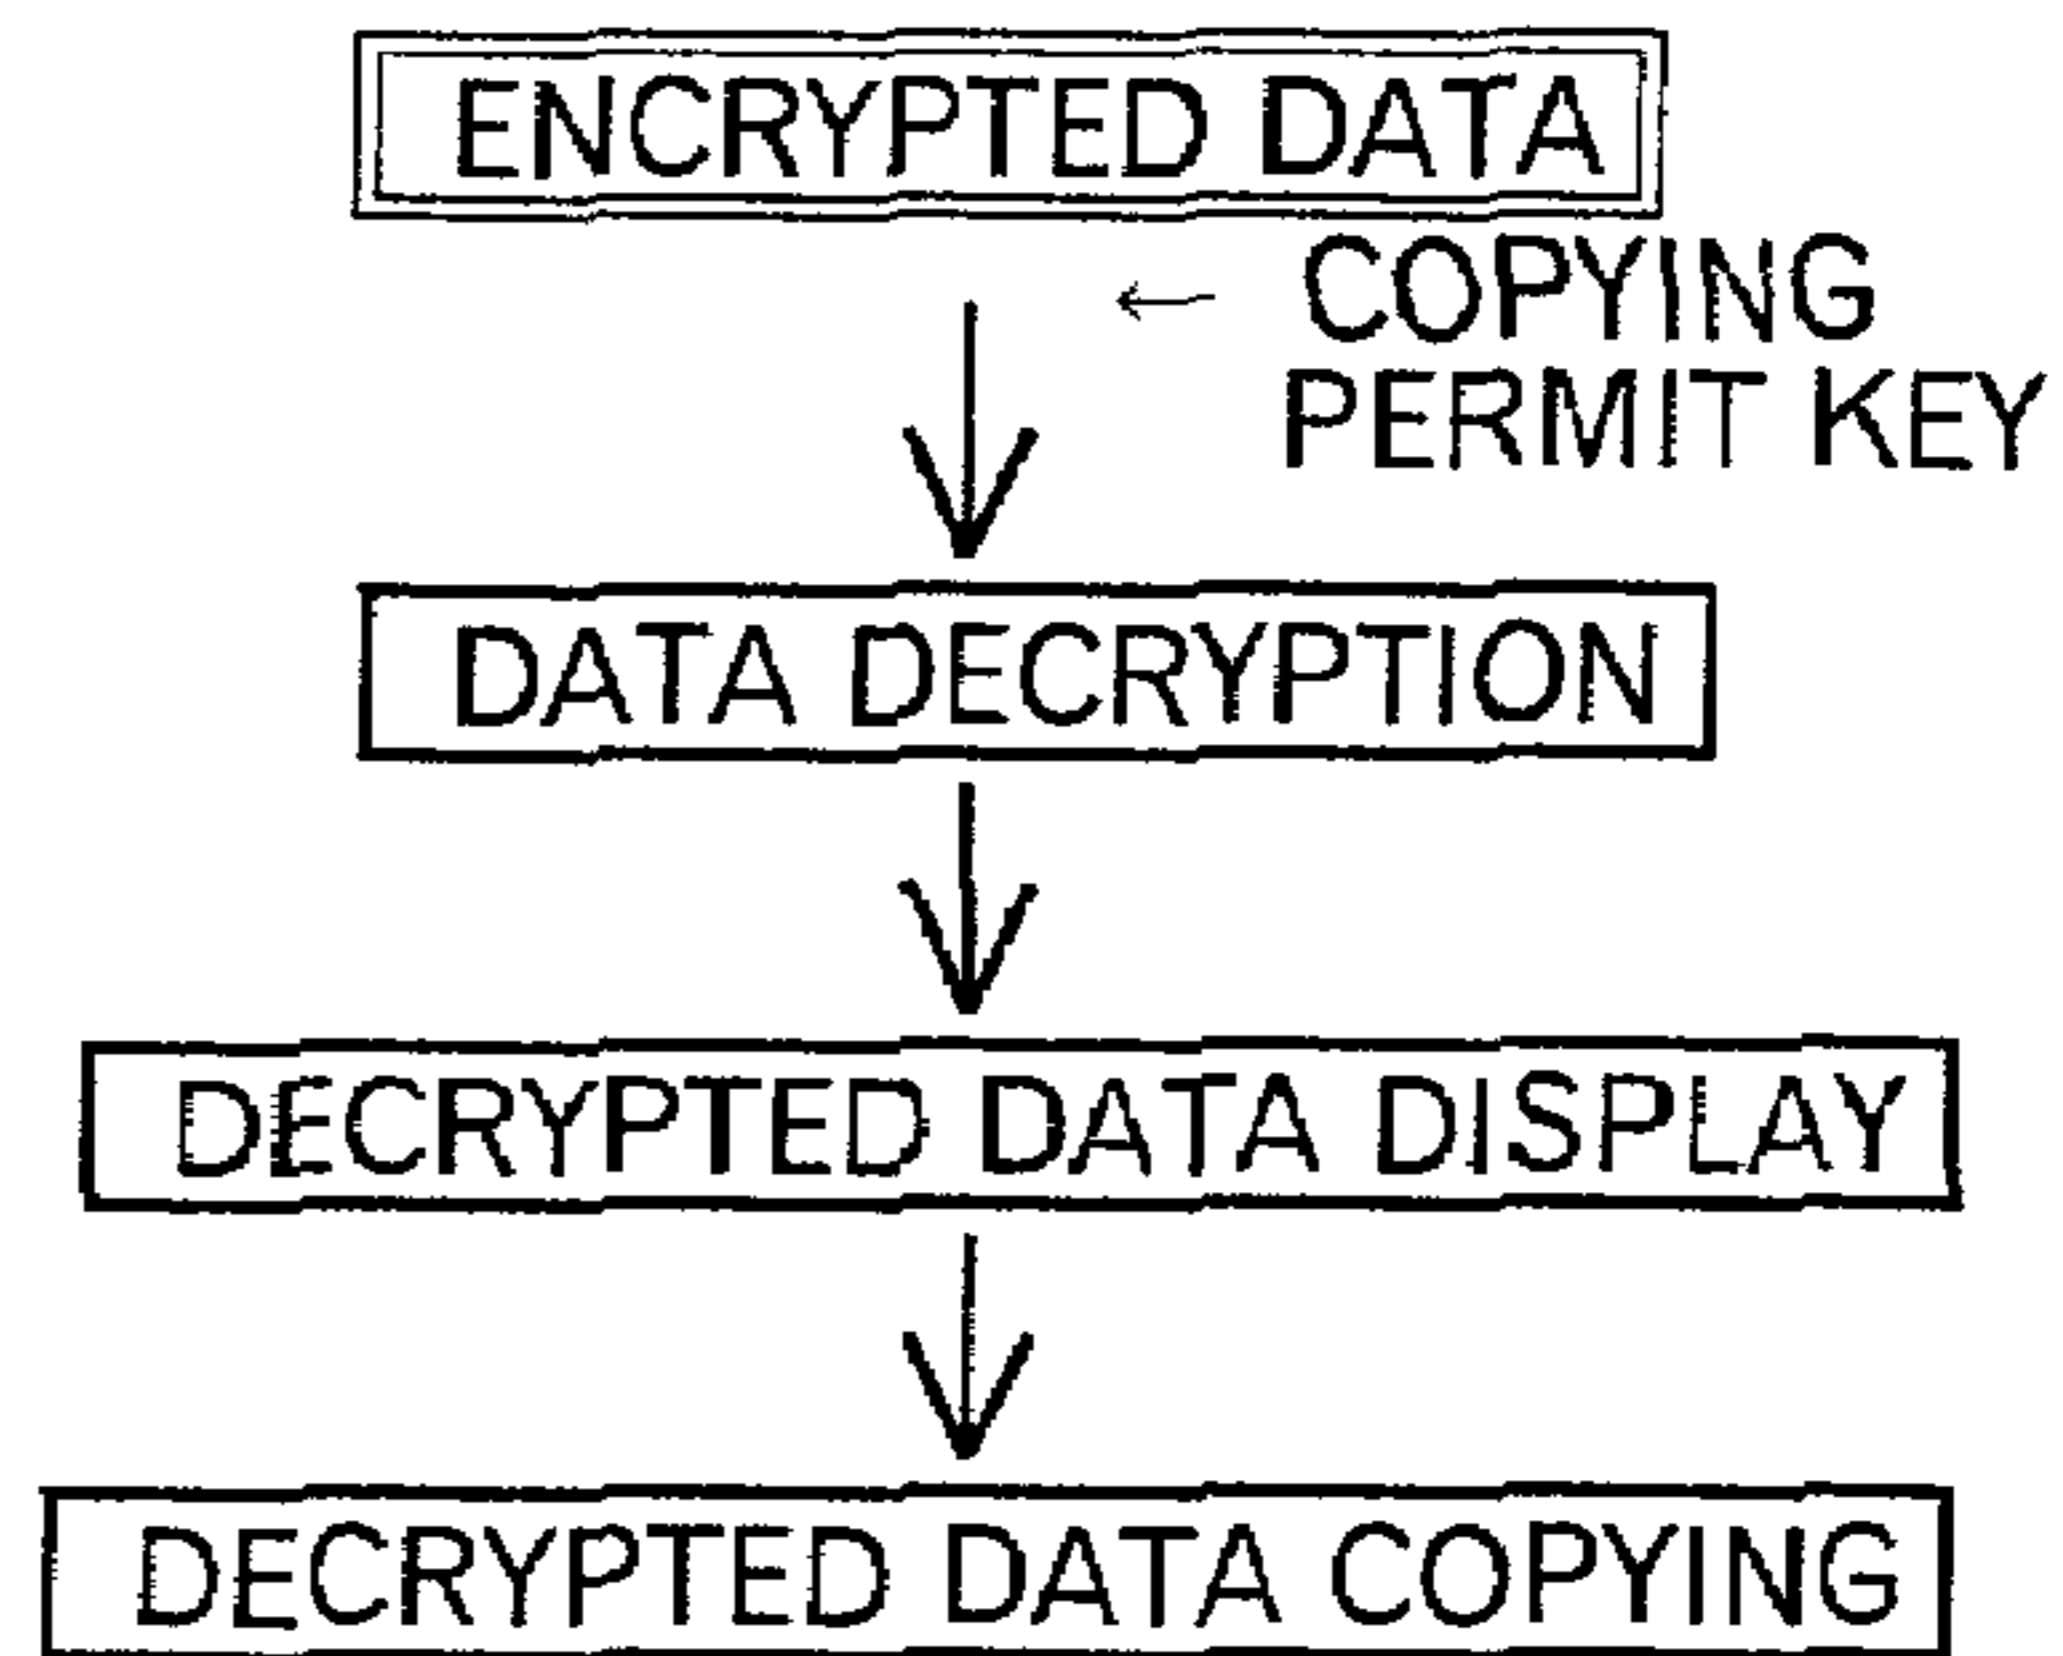 ENCRYPTED DATA
← COPYING
PERMIT KEY
DATA DECRYPTION
DECRYPTED DATA DISPLAY
DECRYPTED DATA COPYING